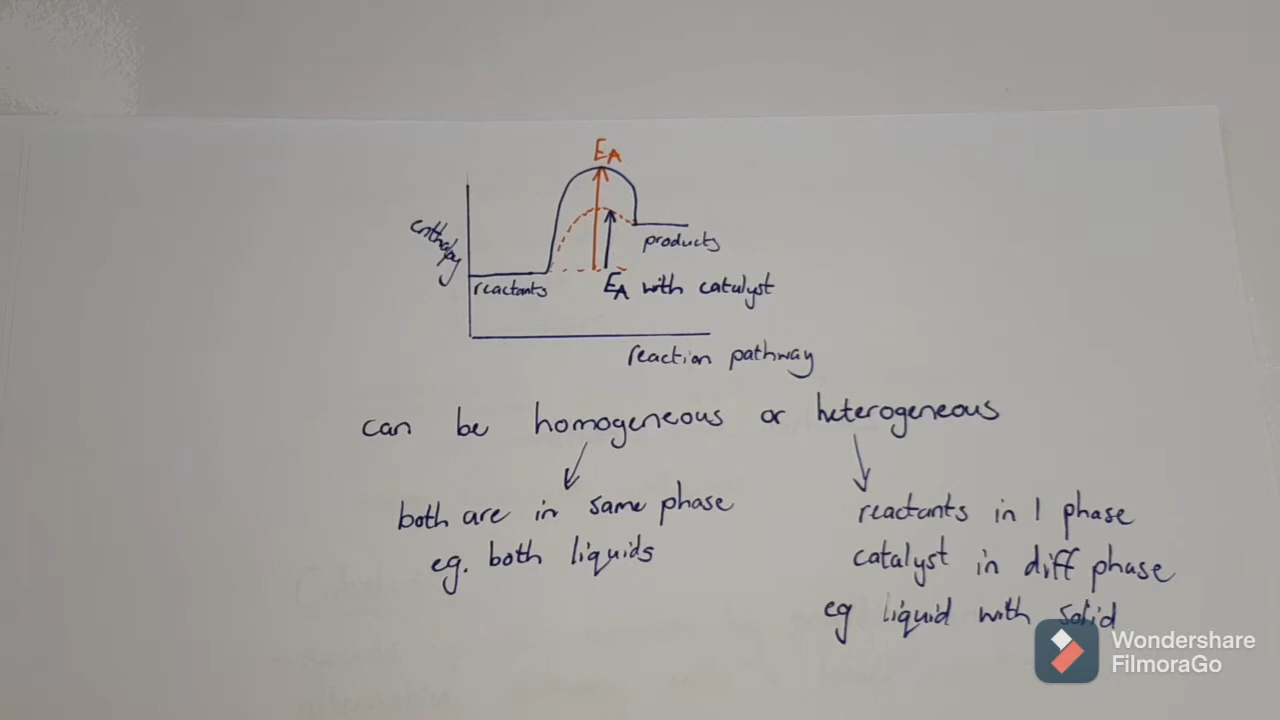 EA
enthalpy
products
reactants
EA with catalyst
reaction pathway
can be homogeneous or heterogeneous
both are in same phase
eg. both liquids
reactants in 1 phase
catalyst in diff phase
eg liquid with solid
Wondershare
FilmoraGo